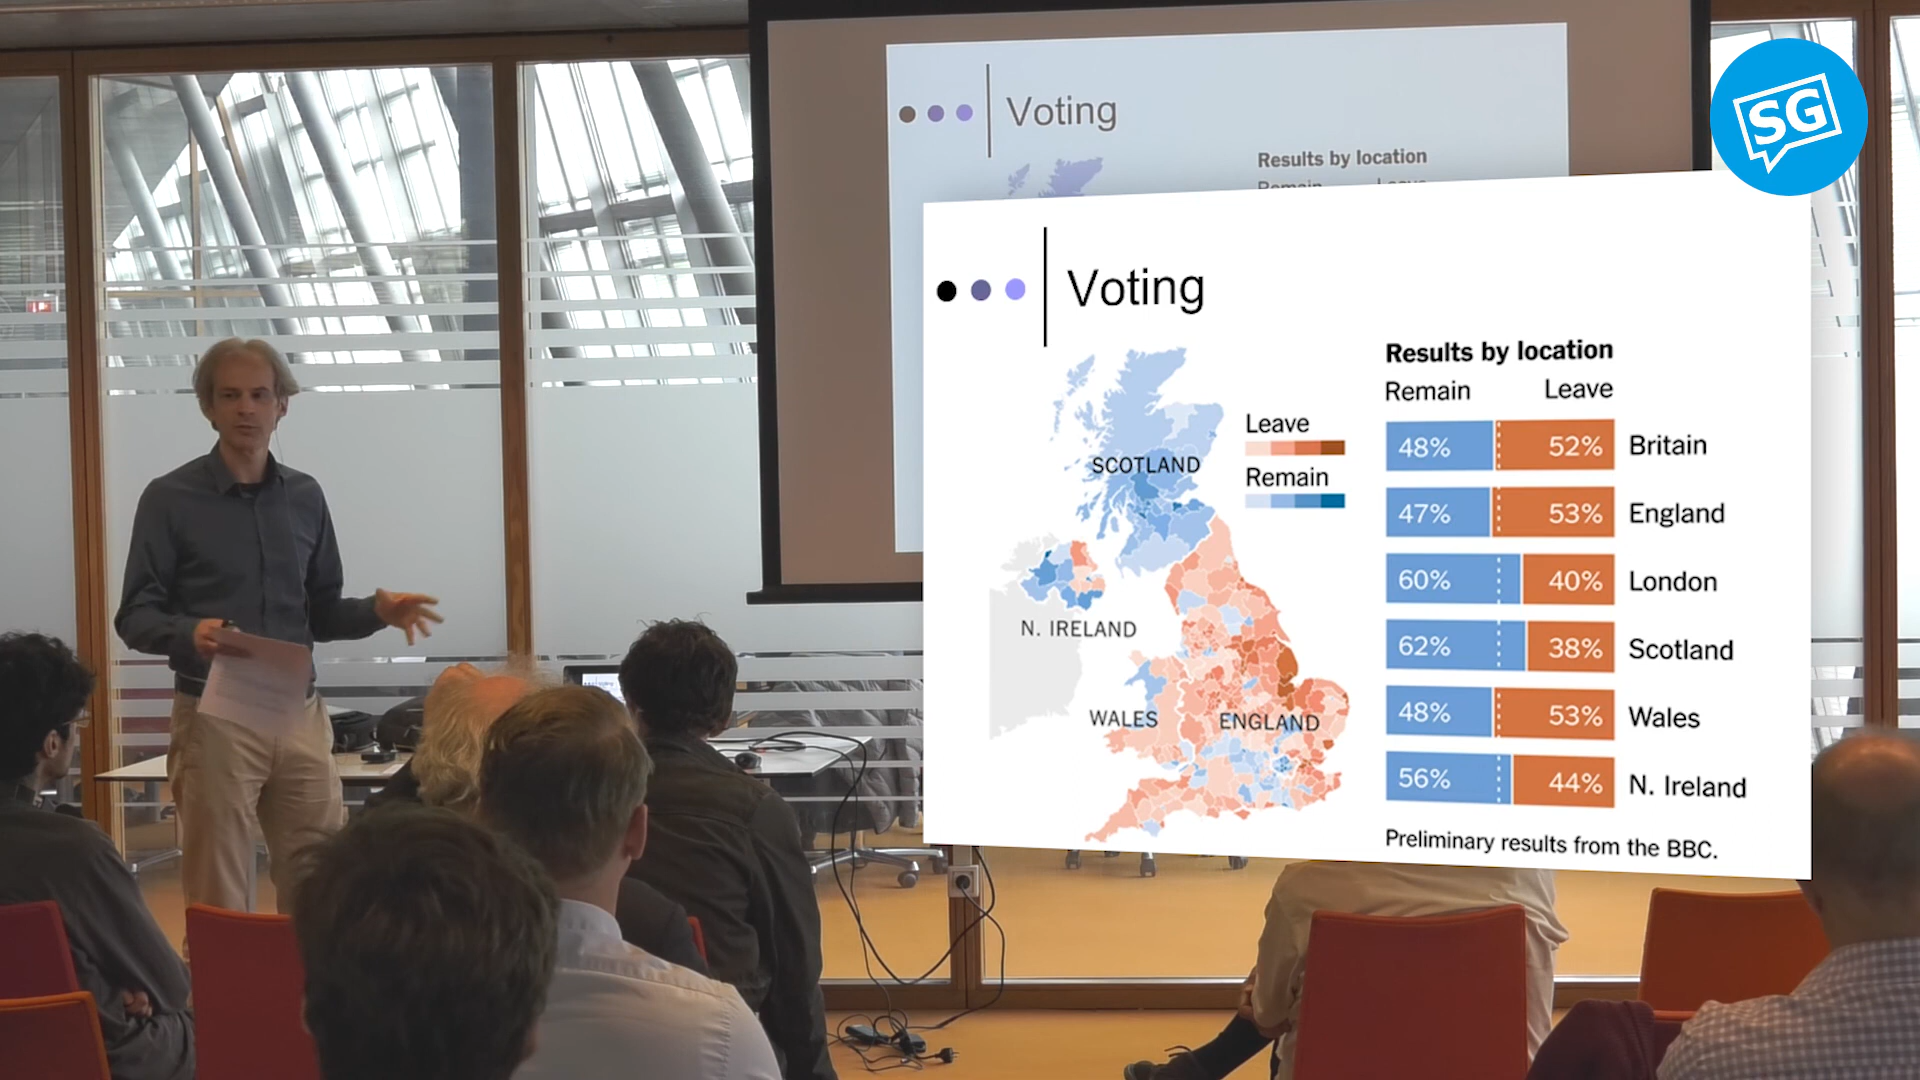 SG
Voting
Results by location
Remain Leave
Voting
Results by location
Remain Leave
Leave
Remain
SCOTLAND
N. IRELAND
WALES
ENGLAND
48% 52% Britain
47% 53% England
60% 40% London
62% 38% Scotland
48% 53% Wales
56% 44% N. Ireland
Preliminary results from the BBC.